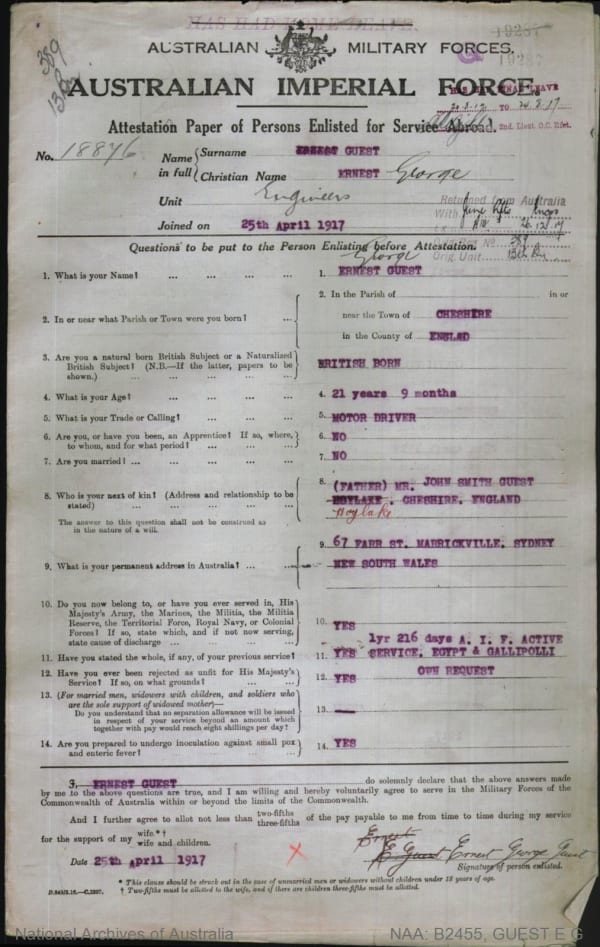 HAS HAD HOME LEAVE.
19287
19287
389
AUSTRALIAN MILITARY FORCES.
AUSTRALIAN IMPERIAL FORCE.
FINAL LEAVE
TO
Attestation Paper of Persons Enlisted for Service Abroad.
2nd. Lieut. O.C.
No. 18876
Name in full { Surname ERNEST GUEST
Christian Name ERNEST George
Unit Engineers
Returned from Australia
With
Joined on 25th April 1917
389
Orig. Unit
Questions to be put to the Person Enlisting before Attestation.
George
1. What is your Name? ... ... ... 1. ERNEST GUEST
2. In or near what Parish or Town were you born? ... 2. In the Parish of in or
near the Town of CHESHIRE
in the County of ENGLAD
3. Are you a natural born British Subject or a Naturalized
British Subject? (N.B.—If the latter, papers to be
shown.) ... ... ... ... BRITISH BORN
4. What is your Age? ... ... ... 4. 21 years 9 months
5. What is your Trade or Calling? ... ... ... 5. MOTOR DRIVER
6. Are you, or have you been, an Apprentice? If so, where,
to whom, and for what period? ... ... ... 6. NO
7. Are you married? ... ... ... ... 7. NO
8. Who is your next of kin? (Address and relationship to be
stated) ... ... ... ... ...
8. (FATHER) MR. JOHN SMITH GUEST
HOYLAKE. CHESHIRE, ENGLAND
Hoylake
The answer to this question shall not be construed as
in the nature of a will.
9. What is your permanent address in Australia? ... ...
9. 67 FARR ST. MARRICKVILLE, SYDNEY
NEW SOUTH WALES
10. Do you now belong to, or have you ever served in, His
Majesty's Army, the Marines, the Militia, the Militia
Reserve, the Territorial Force, Royal Navy, or Colonial
Forces? If so, state which, and if not now serving,
state cause of discharge ... ... ...
10. YES
1yr 216 days A. I. F. ACTIVE
11. Have you stated the whole, if any, of your previous service? 11. YES SERVICE, EGYPT & GALLIPOLLI
12. Have you ever been rejected as unfit for His Majesty's
Service? If so, on what grounds? ... ... 12. YES OWN REQUEST
13. (For married men, widowers with children, and soldiers who
are the sole support of widowed mother)—
Do you understand that no separation allowance will be issued
in respect of your service beyond an amount which
together with pay would reach eight shillings per day? 13. —
14. Are you prepared to undergo inoculation against small pox
and enteric fever? ... ... ... ... 14. YES
I, ERNEST GUEST do solemnly declare that the above answers made
by me to the above questions are true, and I am willing and hereby voluntarily agree to serve in the Military Forces of the
Commonwealth of Australia within or beyond the limits of the Commonwealth.
And I further agree to allot not less than two-fifths three-fifths of the pay payable to me from time to time during my service
for the support of my wife.*† wife and children.
Ernest
E Guest Ernest George Guest
Date 25th April 1917 Signature of person enlisted.
* This clause should be struck out in the case of unmarried men or widowers without children under 18 years of age.
† Two-fifths must be allotted to the wife, and if there are children three-fifths must be allotted.
National Archives of Australia
NAA: B2455, GUEST E G